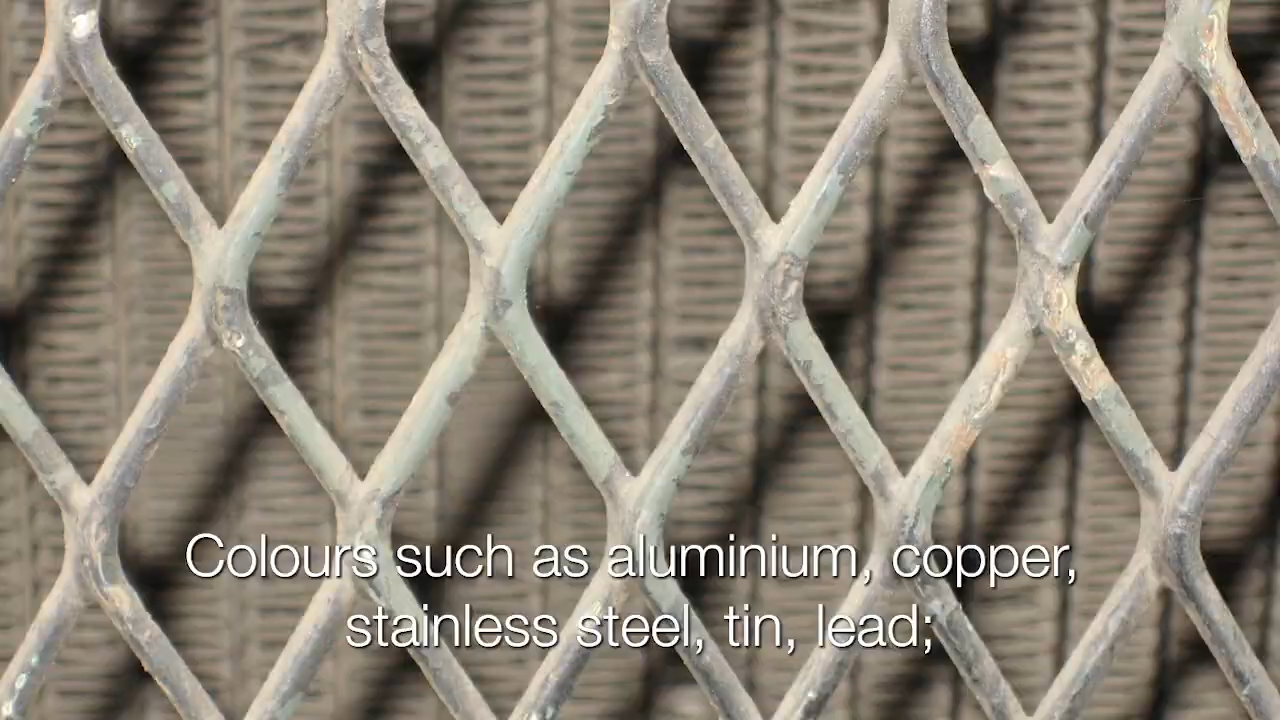 Colours such as aluminium, copper,
stainless steel, tin, lead;